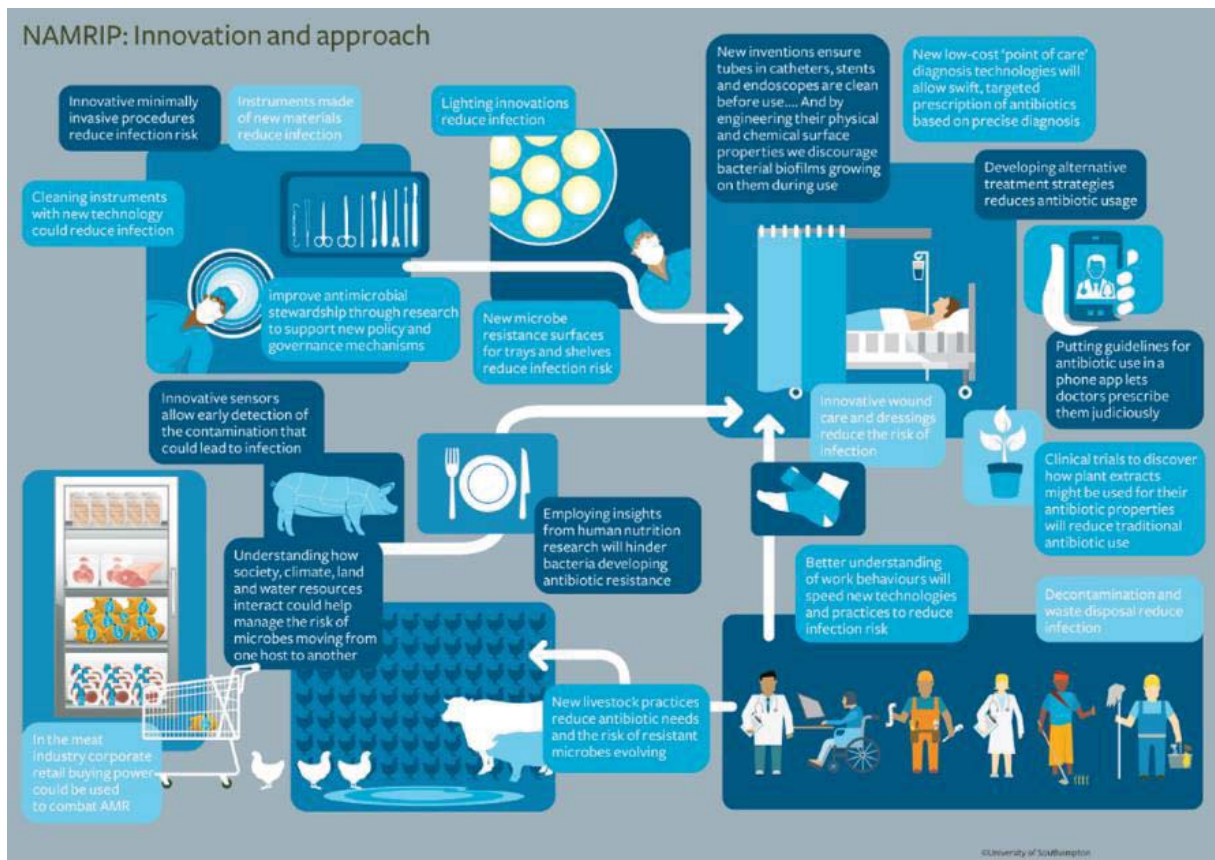 NAMRIP: Innovation and approach
Innovative minimally
invasive procedures
reduce infection risk
Instruments made
of new materials
reduce infection
Lighting innovations
reduce infection
New inventions ensure
tubes in catheters, stents
and endoscopes are clean
before use.... And by
engineering their physical
and chemical surface
properties we discourage
bacterial biofilms growing
on them during use
New low-cost 'point of care'
diagnosis technologies will
allow swift, targeted
prescription of antibiotics
based on precise diagnosis
Cleaning instruments
with new technology
could reduce infection
Developing alternative
treatment strategies
reduces antibiotic usage
improve antimicrobial
stewardship through research
to support new policy and
governance mechanisms
New microbe
resistance surfaces
for trays and shelves
reduce infection risk
Putting guidelines for
antibiotic use in a
phone app lets
doctors prescribe
them judiciously
Innovative sensors
allow early detection of
the contamination that
could lead to infection
Innovative wound
care and dressings
reduce the risk of
infection
Clinical trials to discover
how plant extracts
might be used for their
antibiotic properties
will reduce traditional
antibiotic use
Employing insights
from human nutrition
research will hinder
bacteria developing
antibiotic resistance
Understanding how
society, climate, land
and water resources
interact could help
manage the risk of
microbes moving from
one host to another
Better understanding
of work behaviours will
speed new technologies
and practices to reduce
infection risk
Decontamination and
waste disposal reduce
infection
New livestock practices
reduce antibiotic needs
and the risk of resistant
microbes evolving
In the meat
industry corporate
retail buying power
could be used
to combat AMR
©University of Southampton